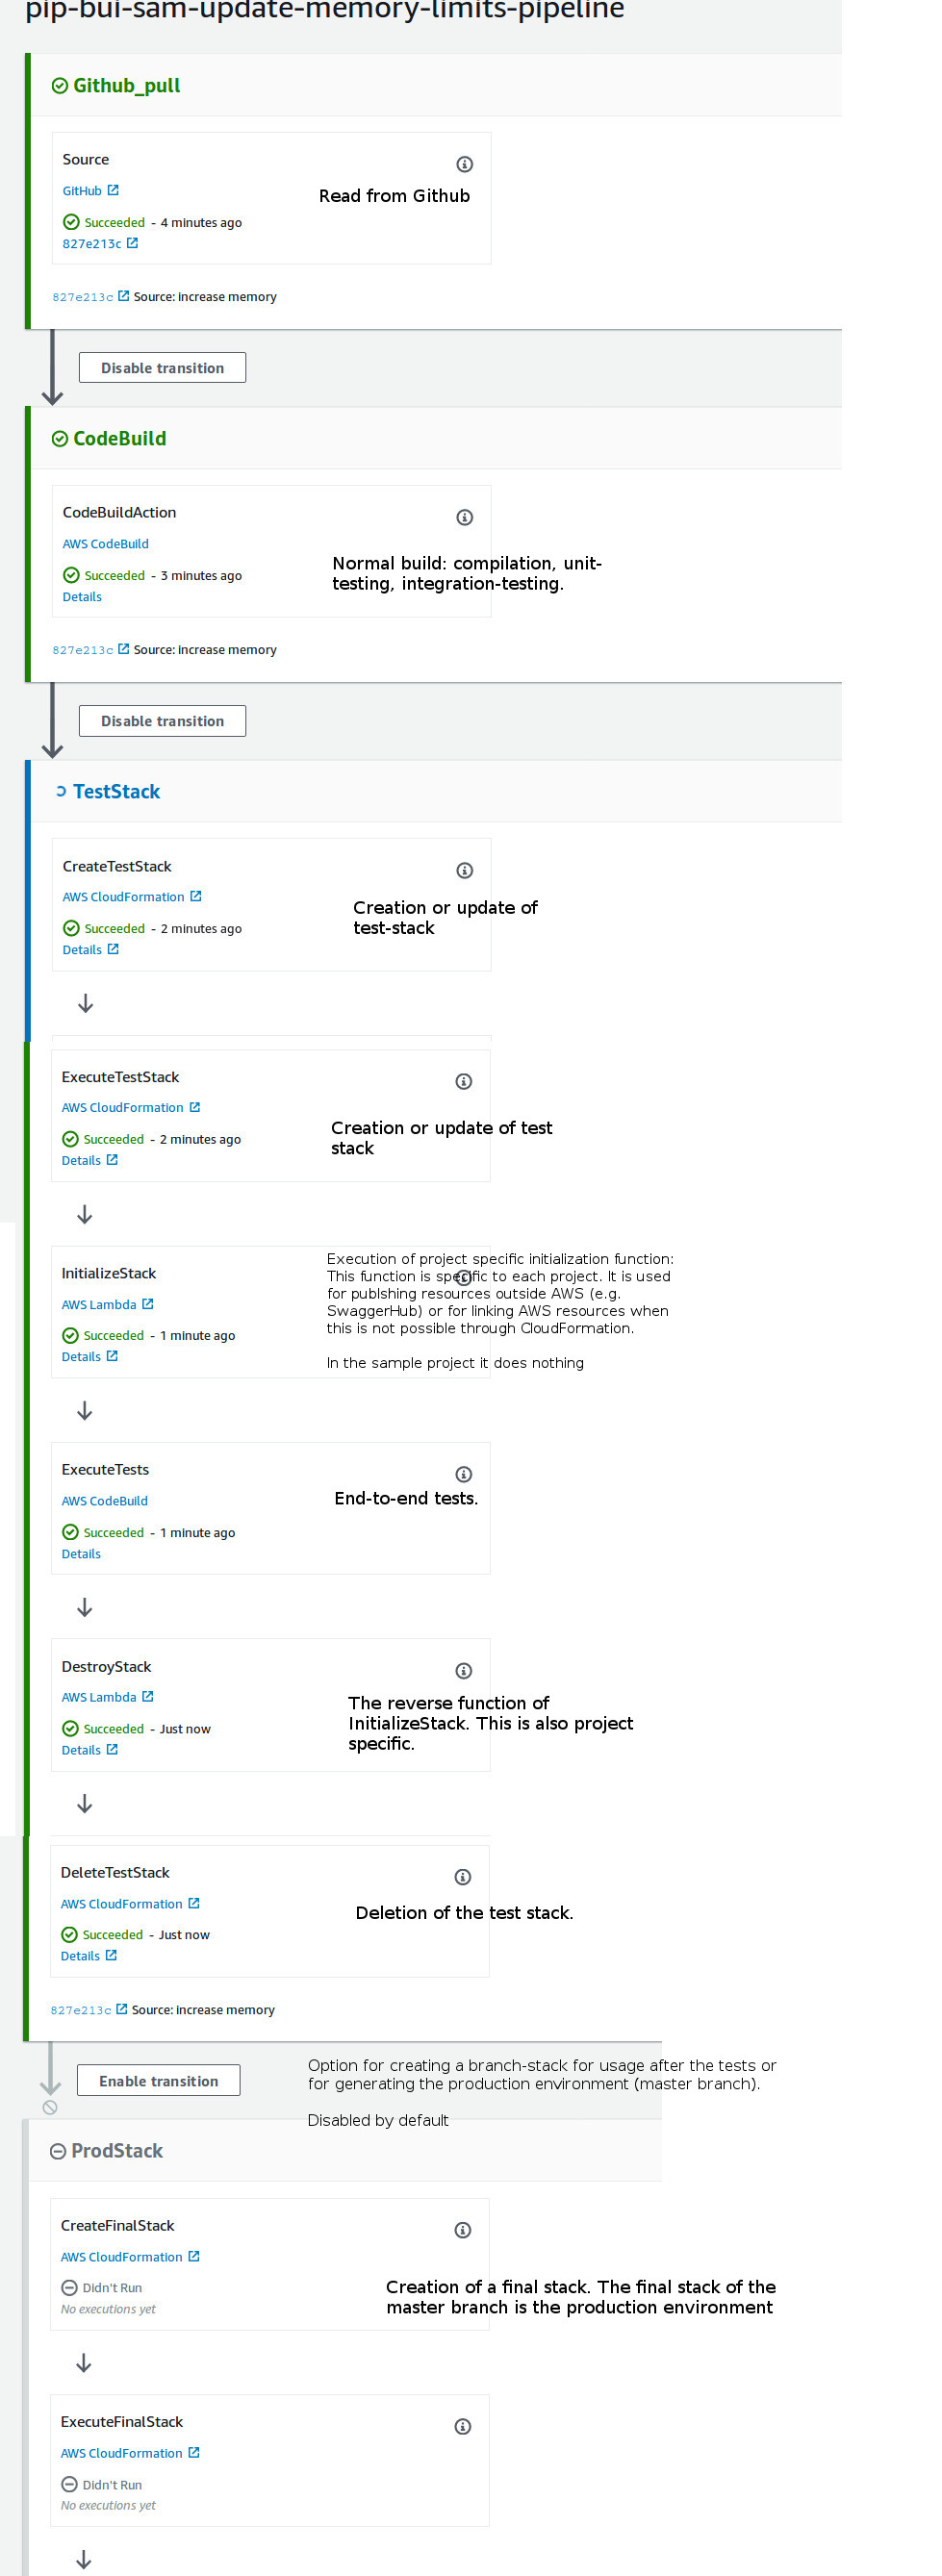 pip-bui-sam-update-memory-limits-pipeline
Github_pull
Source
GitHub
Read from Github
Succeeded - 4 minutes ago
827e213c
827e213c Source: increase memory
Disable transition
CodeBuild
CodeBuildAction
AWS CodeBuild
Normal build: compilation, unit-
testing, integration-testing.
Succeeded - 3 minutes ago
Details
827e213c Source: increase memory
Disable transition
TestStack
CreateTestStack
AWS CloudFormation
Creation or update of
test-stack
Succeeded - 2 minutes ago
Details
ExecuteTestStack
AWS CloudFormation
Creation or update of test
stack
Succeeded - 2 minutes ago
Details
InitializeStack
AWS Lambda
Succeeded - 1 minute ago
Details
Execution of project specific initialization function:
This function is specific to each project. It is used
for publshing resources outside AWS (e.g.
SwaggerHub) or for linking AWS resources when
this is not possible through CloudFormation.
In the sample project it does nothing
ExecuteTests
AWS CodeBuild
End-to-end tests.
Succeeded - 1 minute ago
Details
DestroyStack
AWS Lambda
The reverse function of
InitializeStack. This is also project
specific.
Succeeded - Just now
Details
DeleteTestStack
AWS CloudFormation
Deletion of the test stack.
Succeeded - Just now
Details
827e213c Source: increase memory
Enable transition
Option for creating a branch-stack for usage after the tests or
for generating the production environment (master branch).
Disabled by default
ProdStack
CreateFinalStack
AWS CloudFormation
Didn't Run
No executions yet
Creation of a final stack. The final stack of the
master branch is the production environment
ExecuteFinalStack
AWS CloudFormation
Didn't Run
No executions yet